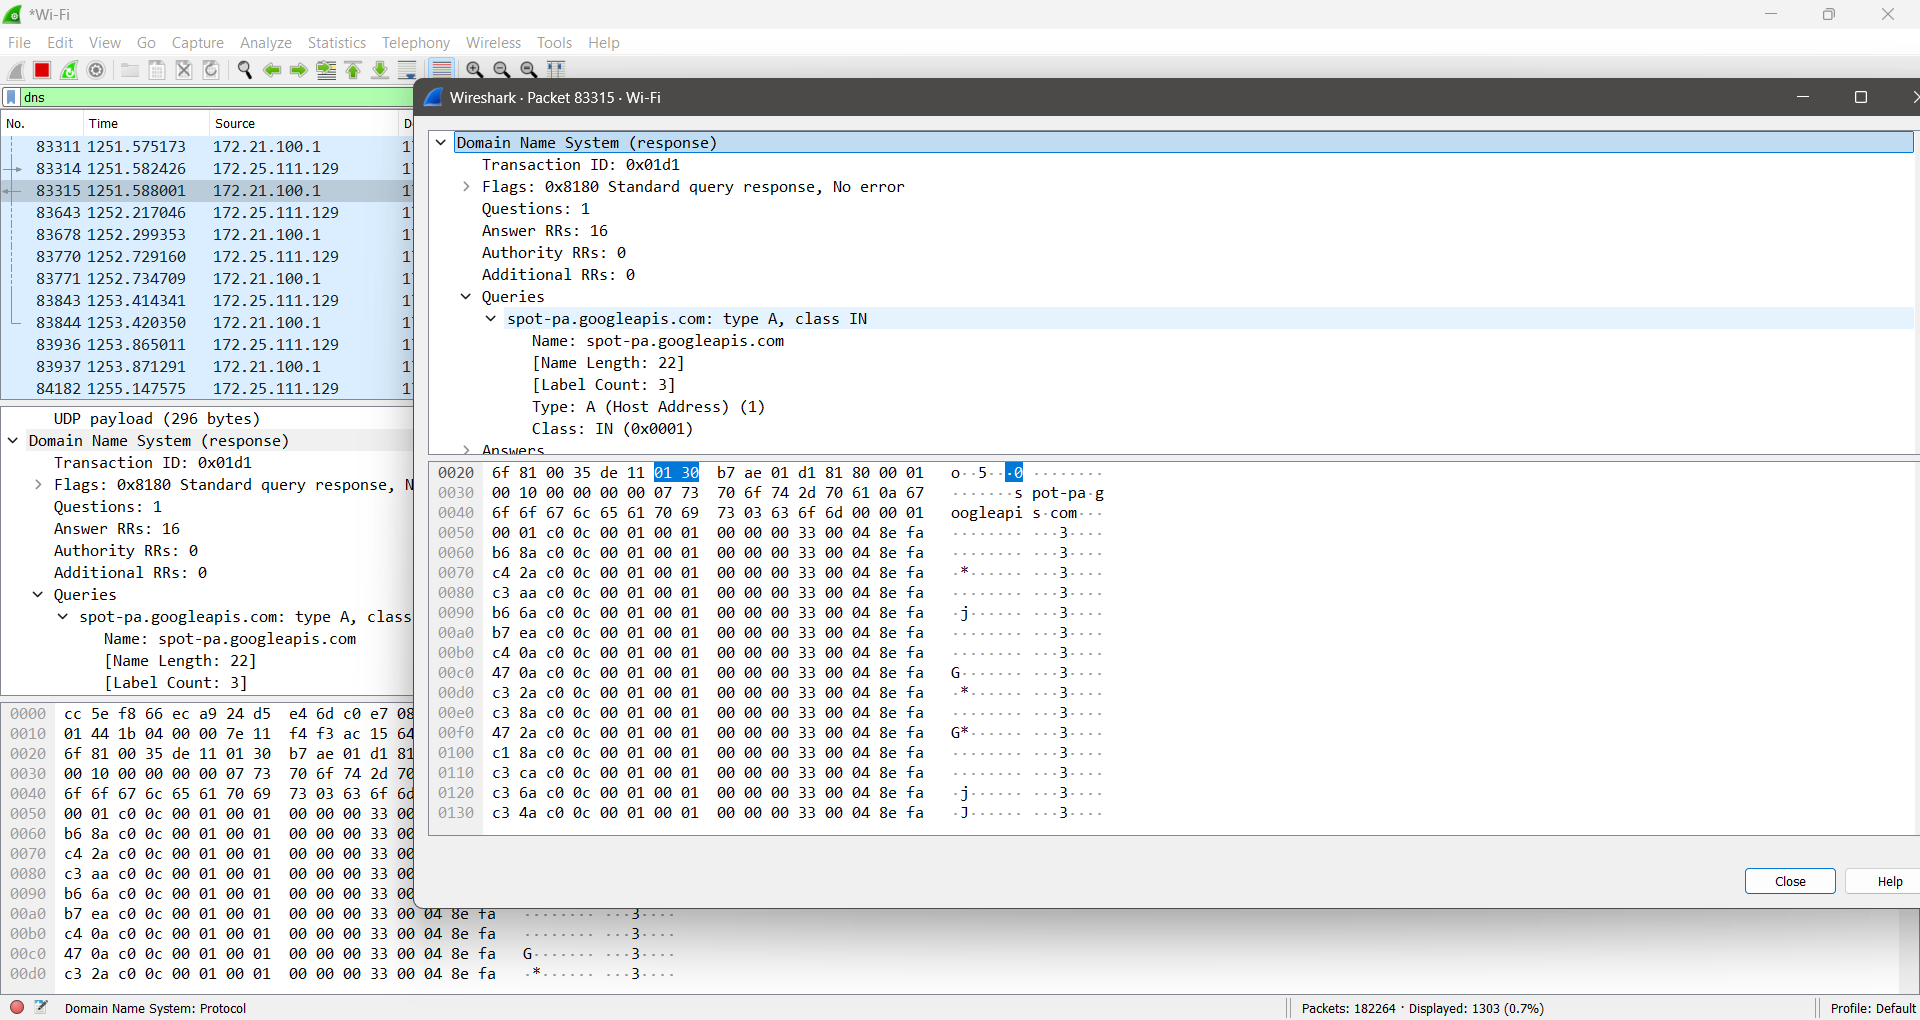 *Wi-Fi
File Edit View Go Capture Analyze Statistics Telephony Wireless Tools Help
dns
No. Time Source
83311 1251.575173 172.21.100.1
83314 1251.582426 172.25.111.129
83315 1251.588001 172.21.100.1
83643 1252.217046 172.25.111.129
83678 1252.299353 172.21.100.1
83770 1252.729160 172.25.111.129
83771 1252.734709 172.21.100.1
83843 1253.414341 172.25.111.129
83844 1253.420350 172.21.100.1
83936 1253.865011 172.25.111.129
83937 1253.871291 172.21.100.1
84182 1255.147575 172.25.111.129
UDP payload (296 bytes)
Domain Name System (response)
Transaction ID: 0x01d1
Flags: 0x8180 Standard query response, N
Questions: 1
Answer RRs: 16
Authority RRs: 0
Additional RRs: 0
Queries
spot-pa.googleapis.com: type A, class
Name: spot-pa.googleapis.com
[Name Length: 22]
[Label Count: 3]
0000 cc 5e f8 66 ec a9 24 d5 e4 6d c0 e7 08
0010 01 44 1b 04 00 00 7e 11 f4 f3 ac 15 64
0020 6f 81 00 35 de 11 01 30 b7 ae 01 d1 81
0030 00 10 00 00 00 00 07 73 70 6f 74 2d 70
0040 6f 6f 67 6c 65 61 70 69 73 03 63 6f 6d
0050 00 01 c0 0c 00 01 00 01 00 00 00 33 00
0060 b6 8a c0 0c 00 01 00 01 00 00 00 33 00
0070 c4 2a c0 0c 00 01 00 01 00 00 00 33 00
0080 c3 aa c0 0c 00 01 00 01 00 00 00 33 00
0090 b6 6a c0 0c 00 01 00 01 00 00 00 33 00
00a0 b7 ea c0 0c 00 01 00 01 00 00 00 33 00 04 8e fa ········ ···3····
00b0 c4 0a c0 0c 00 01 00 01 00 00 00 33 00 04 8e fa ········ ···3····
00c0 47 0a c0 0c 00 01 00 01 00 00 00 33 00 04 8e fa G······· ···3····
00d0 c3 2a c0 0c 00 01 00 01 00 00 00 33 00 04 8e fa ·*······ ···3····
Wireshark · Packet 83315 · Wi-Fi
Domain Name System (response)
Transaction ID: 0x01d1
Flags: 0x8180 Standard query response, No error
Questions: 1
Answer RRs: 16
Authority RRs: 0
Additional RRs: 0
Queries
spot-pa.googleapis.com: type A, class IN
Name: spot-pa.googleapis.com
[Name Length: 22]
[Label Count: 3]
Type: A (Host Address) (1)
Class: IN (0x0001)
Answers
0020 6f 81 00 35 de 11 01 30 b7 ae 01 d1 81 80 00 01 o··5···0 ········
0030 00 10 00 00 00 00 07 73 70 6f 74 2d 70 61 0a 67 ·······s pot-pa·g
0040 6f 6f 67 6c 65 61 70 69 73 03 63 6f 6d 00 00 01 oogleapi s·com···
0050 00 01 c0 0c 00 01 00 01 00 00 00 33 00 04 8e fa ········ ···3····
0060 b6 8a c0 0c 00 01 00 01 00 00 00 33 00 04 8e fa ········ ···3····
0070 c4 2a c0 0c 00 01 00 01 00 00 00 33 00 04 8e fa ·*······ ···3····
0080 c3 aa c0 0c 00 01 00 01 00 00 00 33 00 04 8e fa ········ ···3····
0090 b6 6a c0 0c 00 01 00 01 00 00 00 33 00 04 8e fa ·j······ ···3····
00a0 b7 ea c0 0c 00 01 00 01 00 00 00 33 00 04 8e fa ········ ···3····
00b0 c4 0a c0 0c 00 01 00 01 00 00 00 33 00 04 8e fa ········ ···3····
00c0 47 0a c0 0c 00 01 00 01 00 00 00 33 00 04 8e fa G······· ···3····
00d0 c3 2a c0 0c 00 01 00 01 00 00 00 33 00 04 8e fa ·*······ ···3····
00e0 c3 8a c0 0c 00 01 00 01 00 00 00 33 00 04 8e fa ········ ···3····
00f0 47 2a c0 0c 00 01 00 01 00 00 00 33 00 04 8e fa G*······ ···3····
0100 c1 8a c0 0c 00 01 00 01 00 00 00 33 00 04 8e fa ········ ···3····
0110 c3 ca c0 0c 00 01 00 01 00 00 00 33 00 04 8e fa ········ ···3····
0120 c3 6a c0 0c 00 01 00 01 00 00 00 33 00 04 8e fa ·j······ ···3····
0130 c3 4a c0 0c 00 01 00 01 00 00 00 33 00 04 8e fa ·J······ ···3····
Close Help
Domain Name System: Protocol Packets: 182264 · Displayed: 1303 (0.7%) Profile: Default